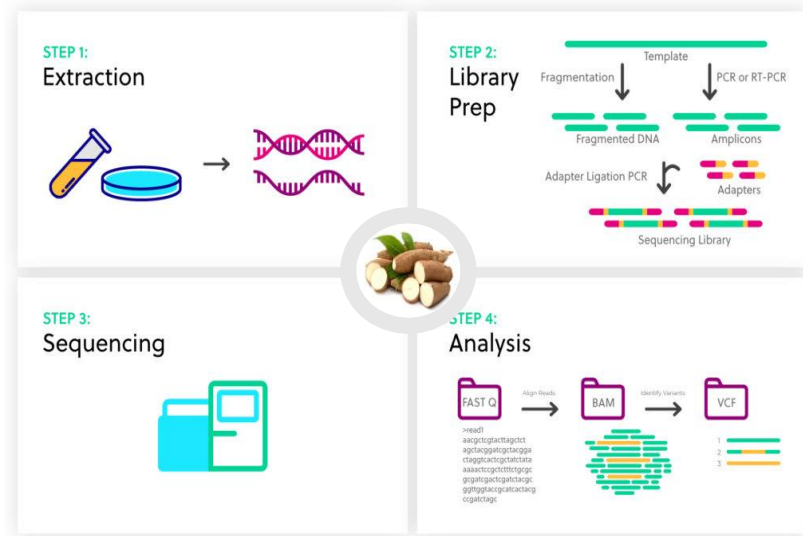 STEP 1:
Extraction
STEP 2:
Library
Prep
Template
Fragmentation
PCR or RT-PCR
Fragmented DNA
Amplicons
Adapter Ligation PCR
Adapters
Sequencing Library
STEP 3:
Sequencing
STEP 4:
Analysis
FAST Q
Align Reads
BAM
Identify Variants
VCF
>read1
aacgctcgtacttagctct
agctacggatcgctacgga
ctaggtcactcgctatctata
aaaactccgctctttctgcgc
gcgatcgactcgatctacgc
ggttggtaccgcatcactacg
ccgatctagc
1
2
3